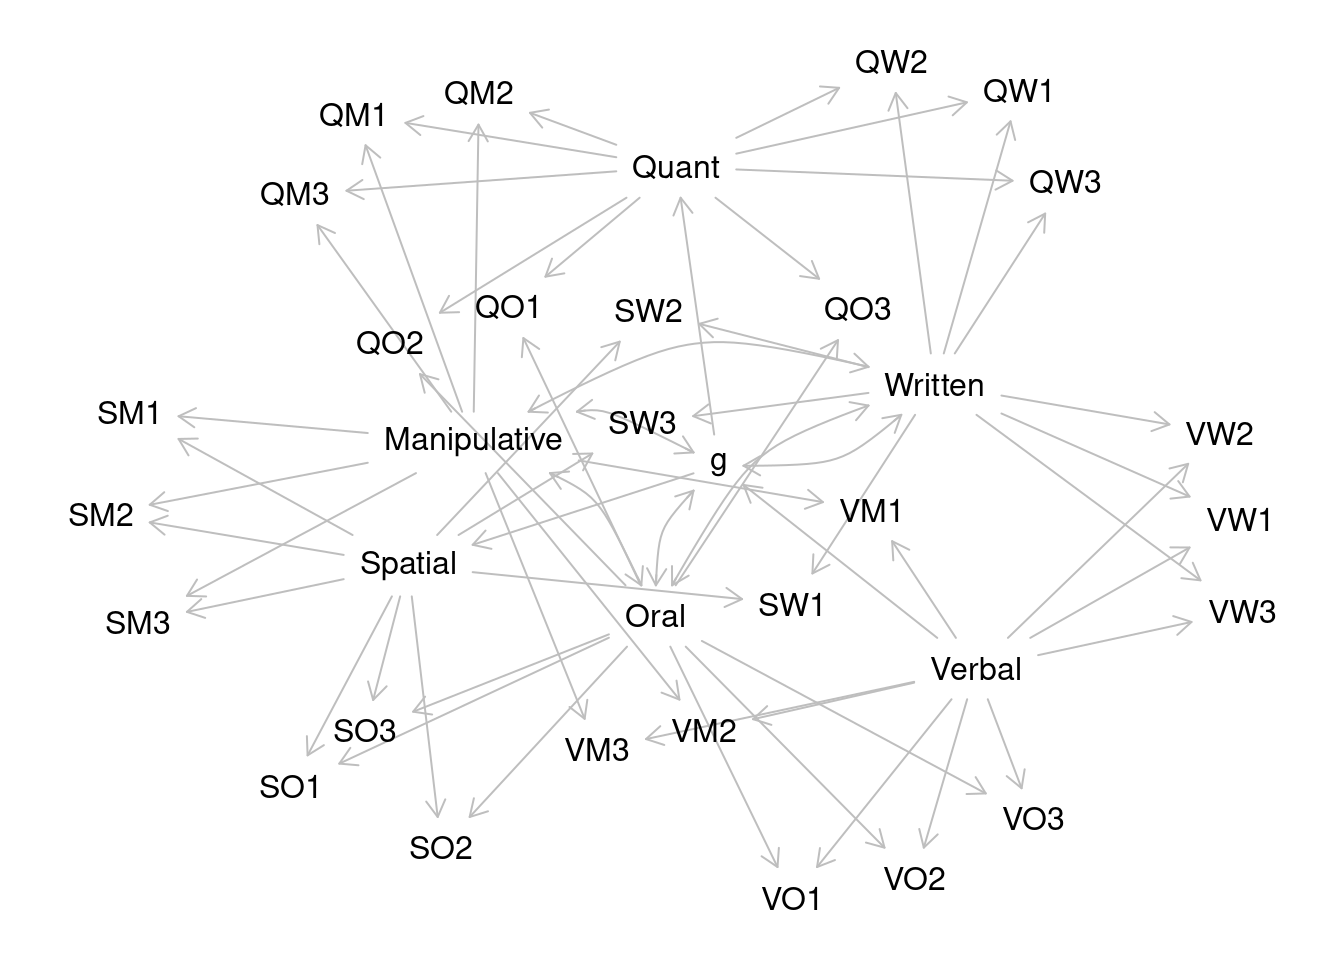 QW2
QM2
QW1
QM1
Quant
QM3
QW3
QO1
SW2
QO3
QO2
Written
SM1
SW3
Manipulative
VW2
g
SM2
VM1
VW1
Spatial
SW1
Oral
VW3
SM3
Verbal
SO3
VM2
VM3
SO1
VO3
SO2
VO2
VO1